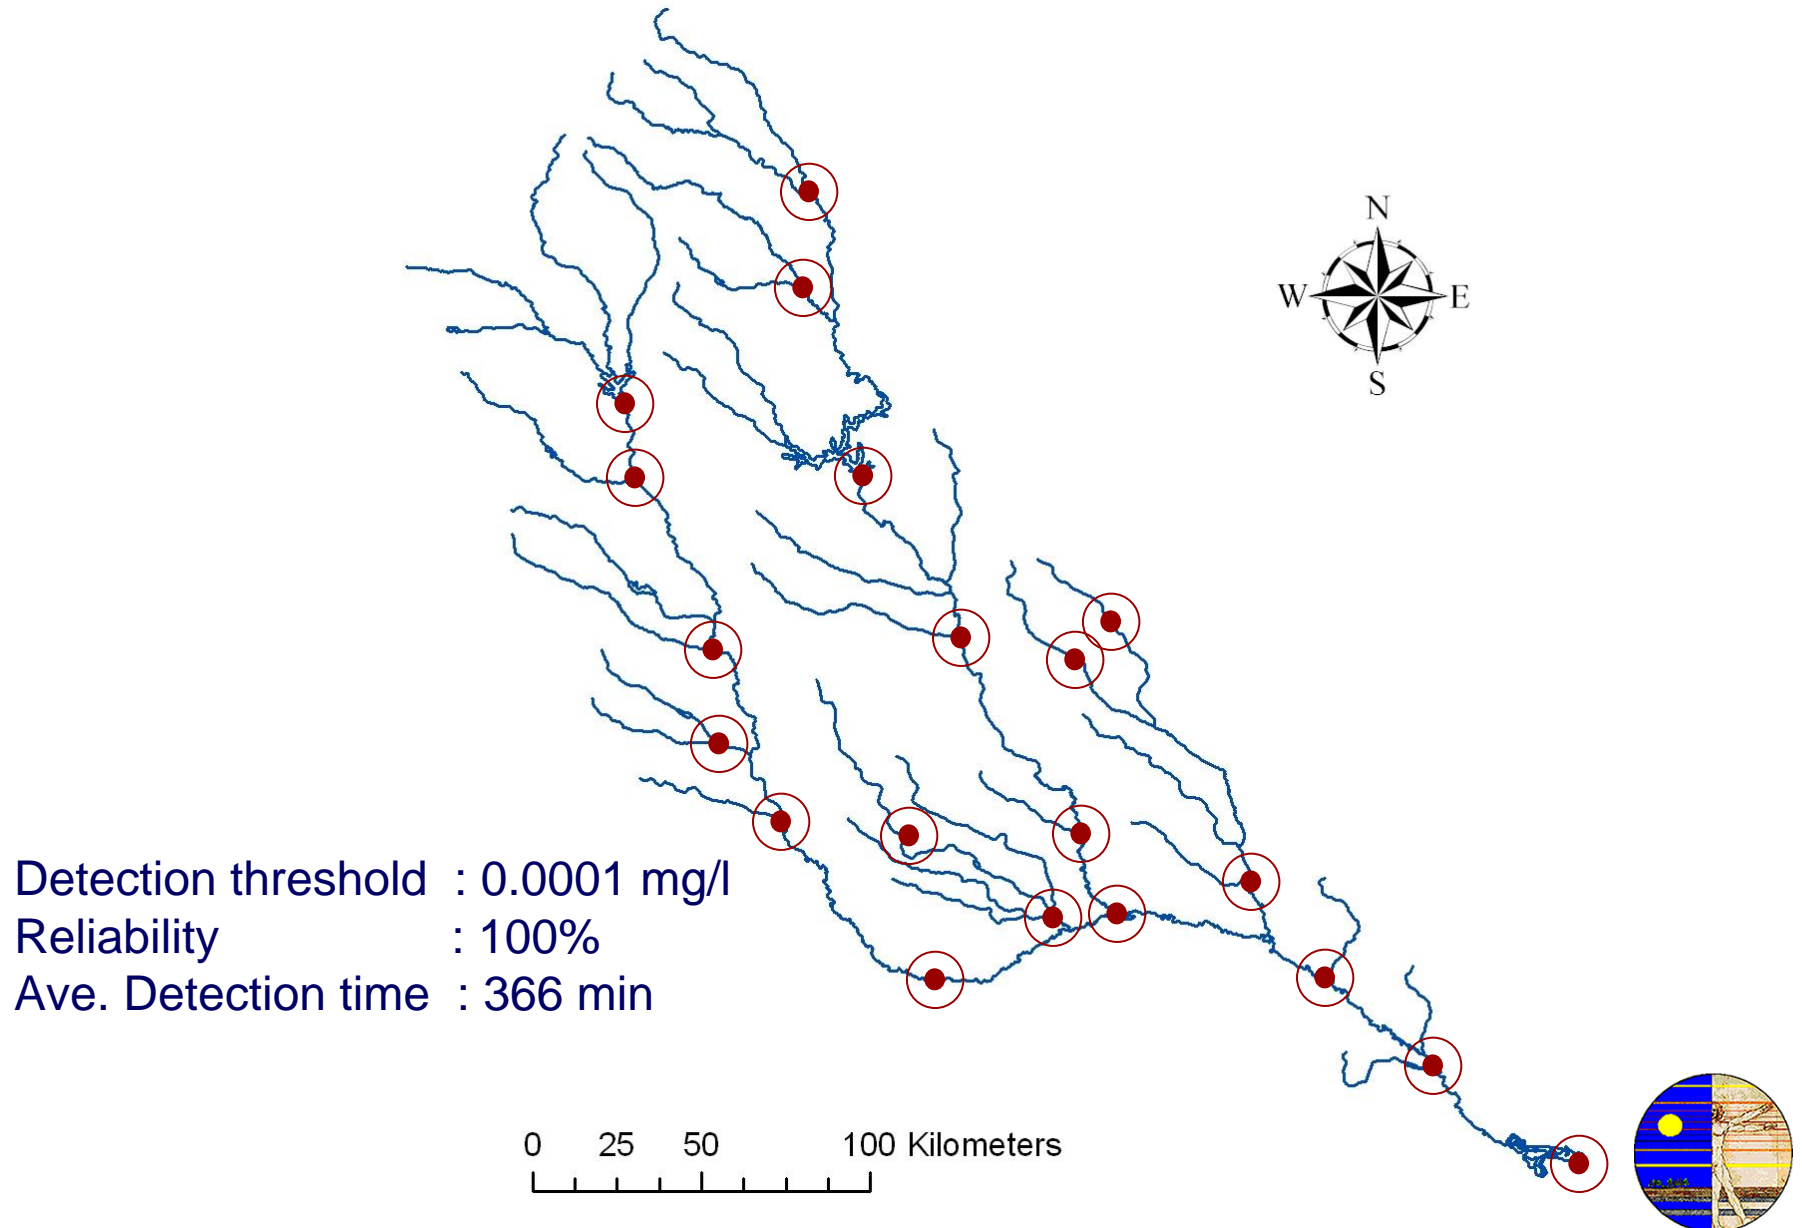 N
W E
S
Detection threshold : 0.0001 mg/l
Reliability : 100%
Ave. Detection time : 366 min
0 25 50 100 Kilometers